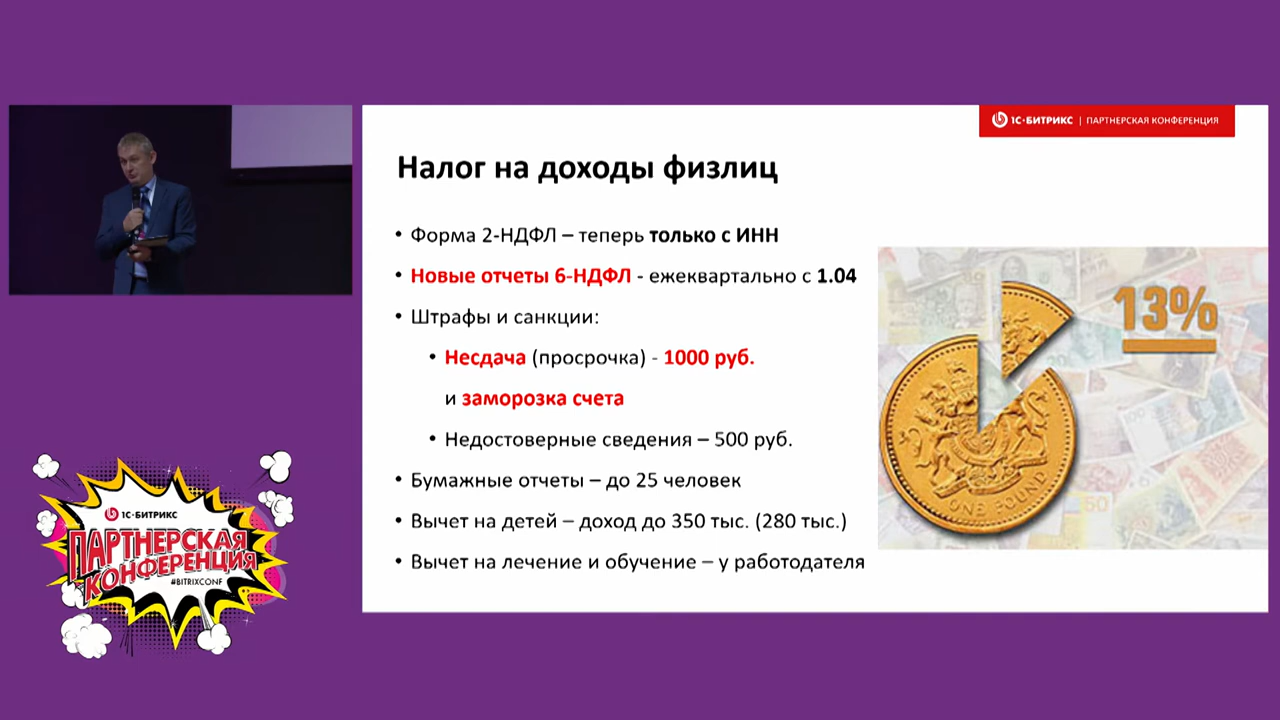 1С·БИТРИКС | ПАРТНЕРСКАЯ КОНФЕРЕНЦИЯ
Налог на доходы физлиц
• Форма 2-НДФЛ – теперь только с ИНН
• Новые отчеты 6-НДФЛ - ежеквартально с 1.04
• Штрафы и санкции:
• Несдача (просрочка) - 1000 руб.
и заморозка счета
• Недостоверные сведения – 500 руб.
• Бумажные отчеты – до 25 человек
• Вычет на детей – доход до 350 тыс. (280 тыс.)
• Вычет на лечение и обучение – у работодателя
13%
ONE POUND
1С·БИТРИКС
ПАРТНЕРСКАЯ
КОНФЕРЕНЦИЯ
#BITRIXCONF